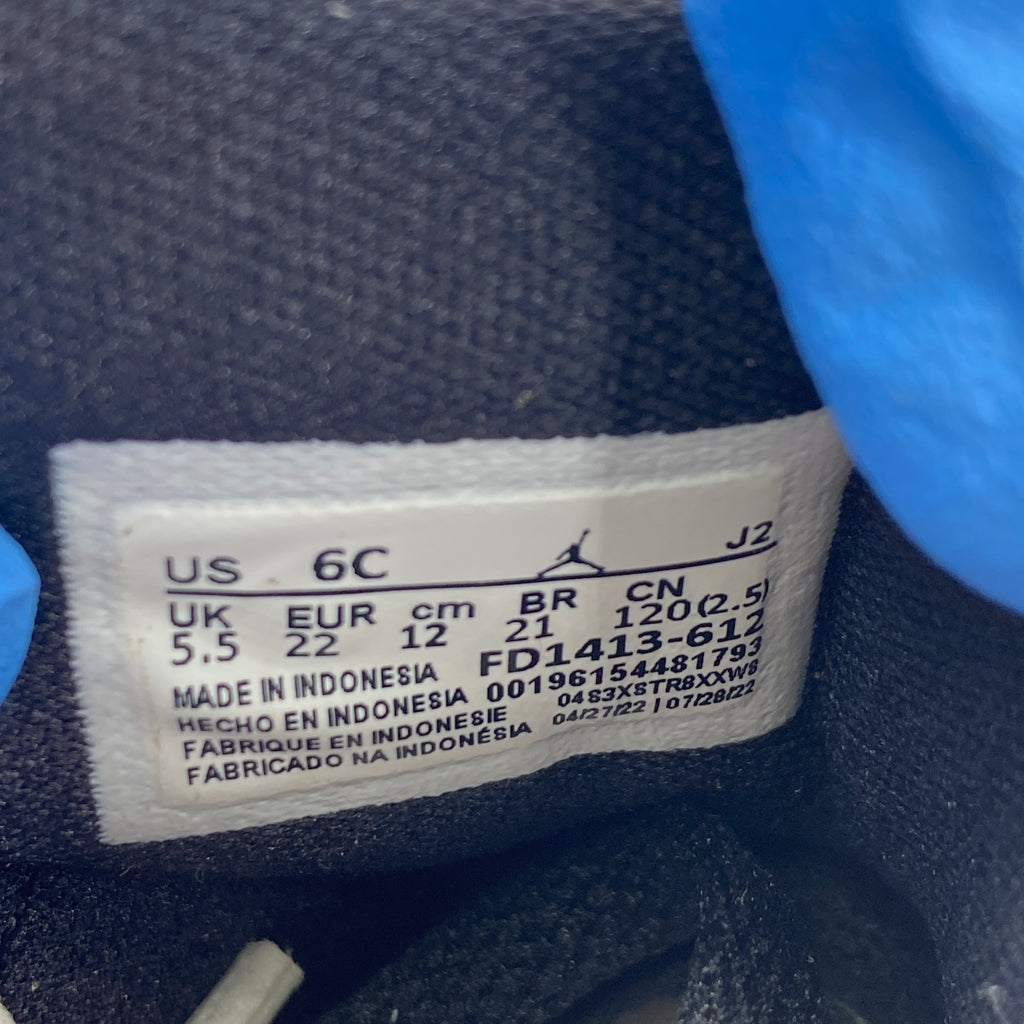 US 6C J2
UK EUR cm BR CN
5.5 22 12 21 120(2.5)
MADE IN INDONESIA FD1413-612
HECHO EN INDONESIA 00196154481793
FABRIQUE EN INDONESIE 04S3XSTR8XXW8
FABRICADO NA INDONÉSIA 04/27/22 | 07/28/22